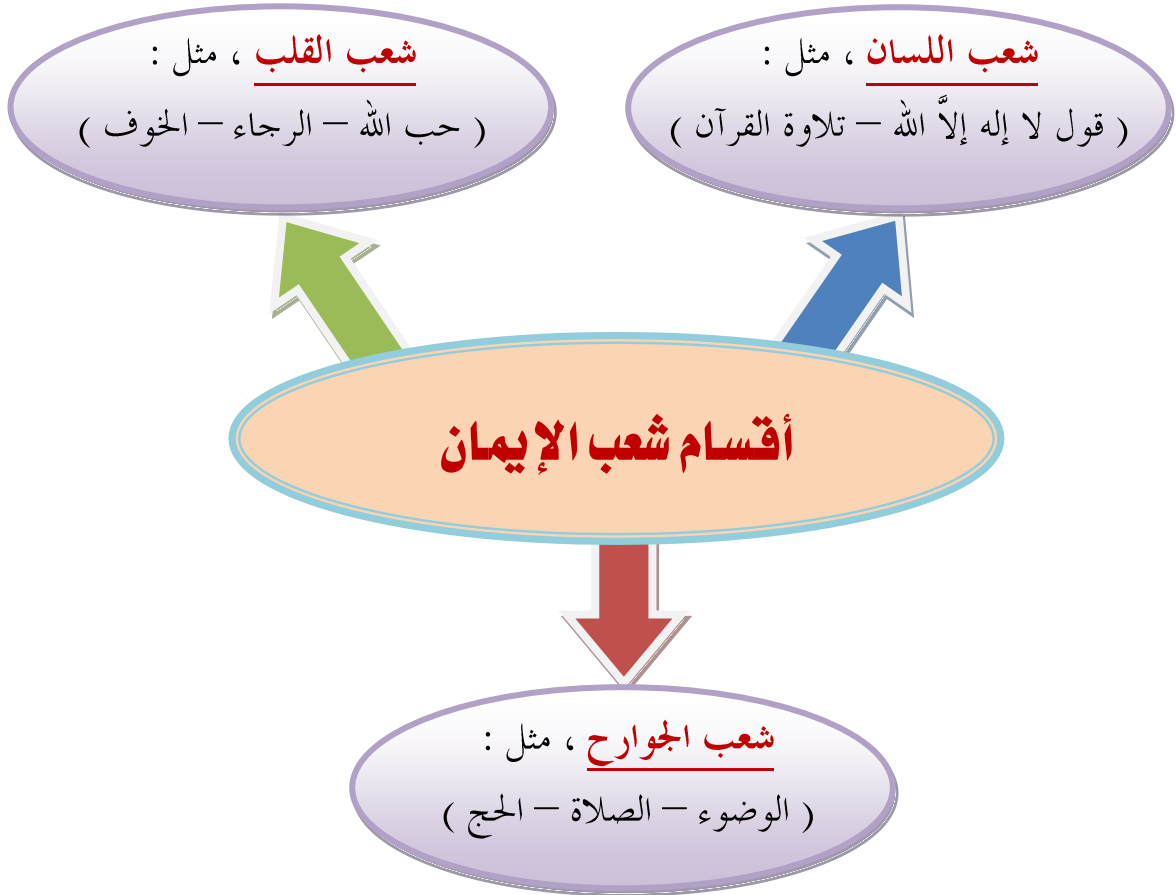 شعب اللسان ، مثل :
( قول لا إله إلاَّ الله – تلاوة القرآن )
شعب القلب ، مثل :
( حب الله – الرجاء – الخوف )
أقسام شعب الإيمان
شعب الجوارح ، مثل :
( الوضوء – الصلاة – الحج )